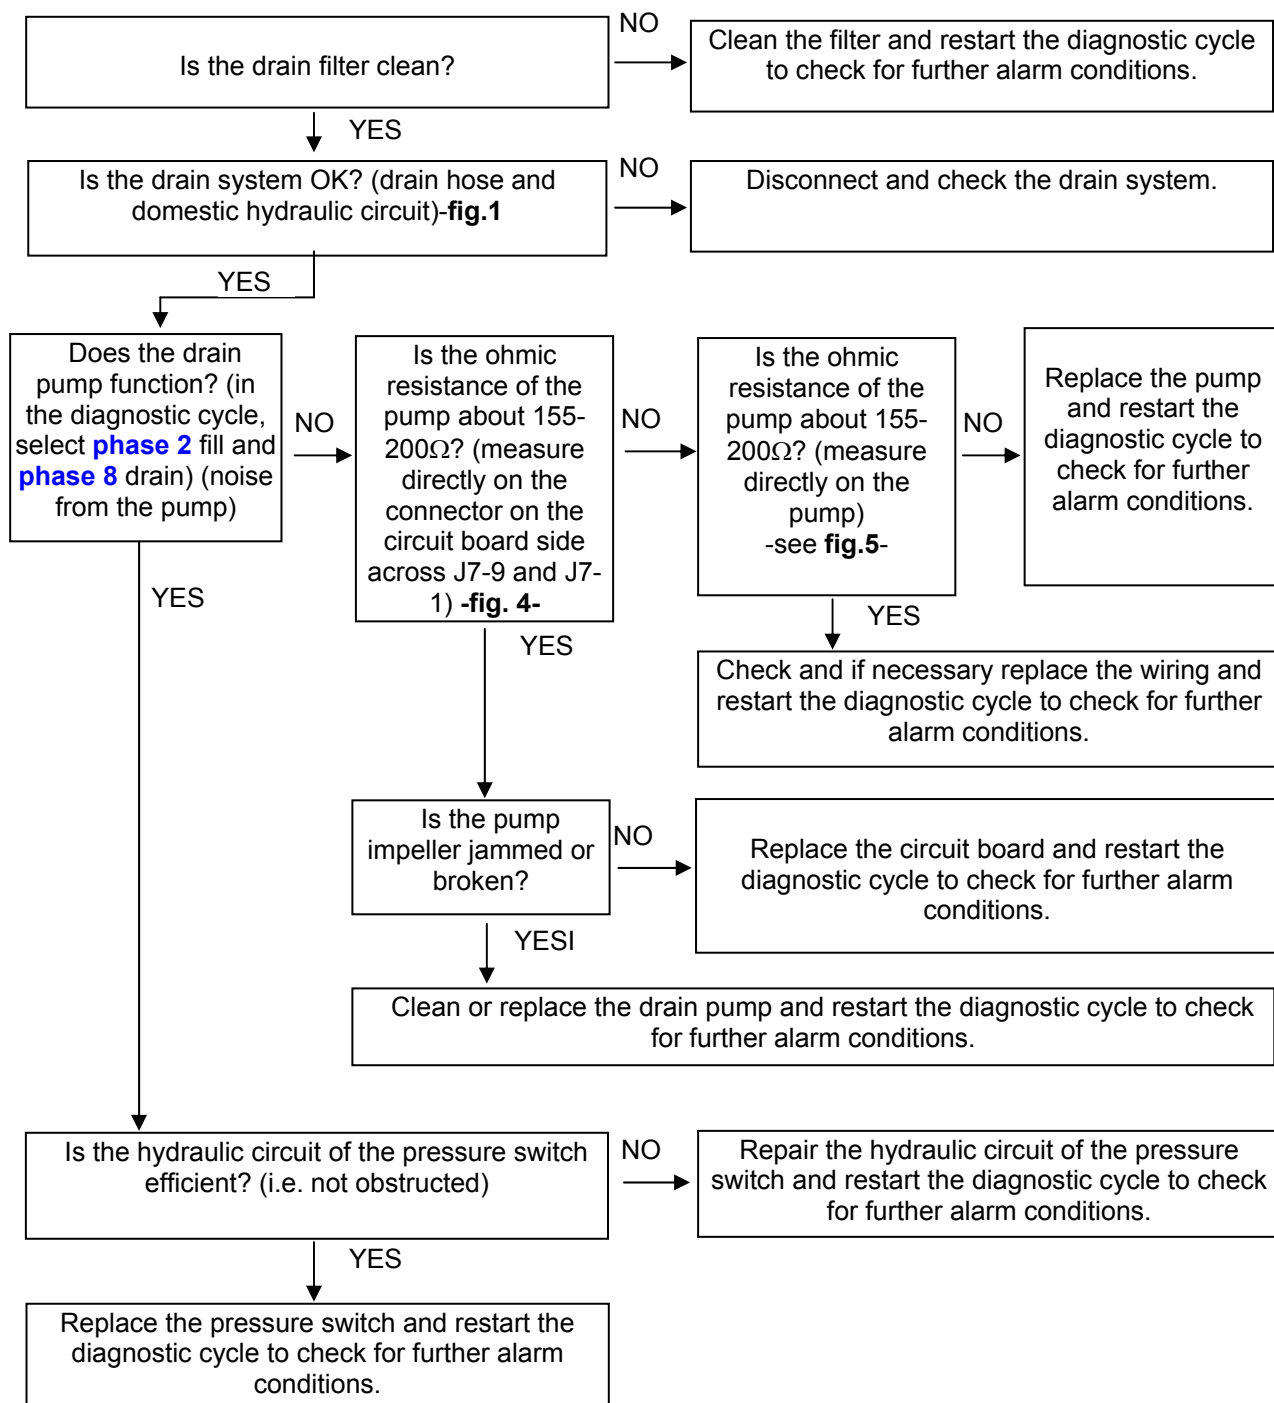 Is the drain filter clean?
NO
Clean the filter and restart the diagnostic cycle
to check for further alarm conditions.
YES
Is the drain system OK? (drain hose and
domestic hydraulic circuit)-fig.1
NO
Disconnect and check the drain system.
YES
Does the drain
pump function? (in
the diagnostic cycle,
select phase 2 fill and
phase 8 drain) (noise
from the pump)
NO
Is the ohmic
resistance of the
pump about 155-
200Ω? (measure
directly on the
connector on the
circuit board side
across J7-9 and J7-
1) -fig. 4-
NO
Is the ohmic
resistance of the
pump about 155-
200Ω? (measure
directly on the
pump)
-see fig.5-
NO
Replace the pump
and restart the
diagnostic cycle to
check for further
alarm conditions.
YES
YES
YES
Check and if necessary replace the wiring and
restart the diagnostic cycle to check for further
alarm conditions.
Is the pump
impeller jammed or
broken?
NO
Replace the circuit board and restart the
diagnostic cycle to check for further alarm
conditions.
YESI
Clean or replace the drain pump and restart the diagnostic cycle to check
for further alarm conditions.
Is the hydraulic circuit of the pressure switch
efficient? (i.e. not obstructed)
NO
Repair the hydraulic circuit of the pressure
switch and restart the diagnostic cycle to check
for further alarm conditions.
YES
Replace the pressure switch and restart the
diagnostic cycle to check for further alarm
conditions.